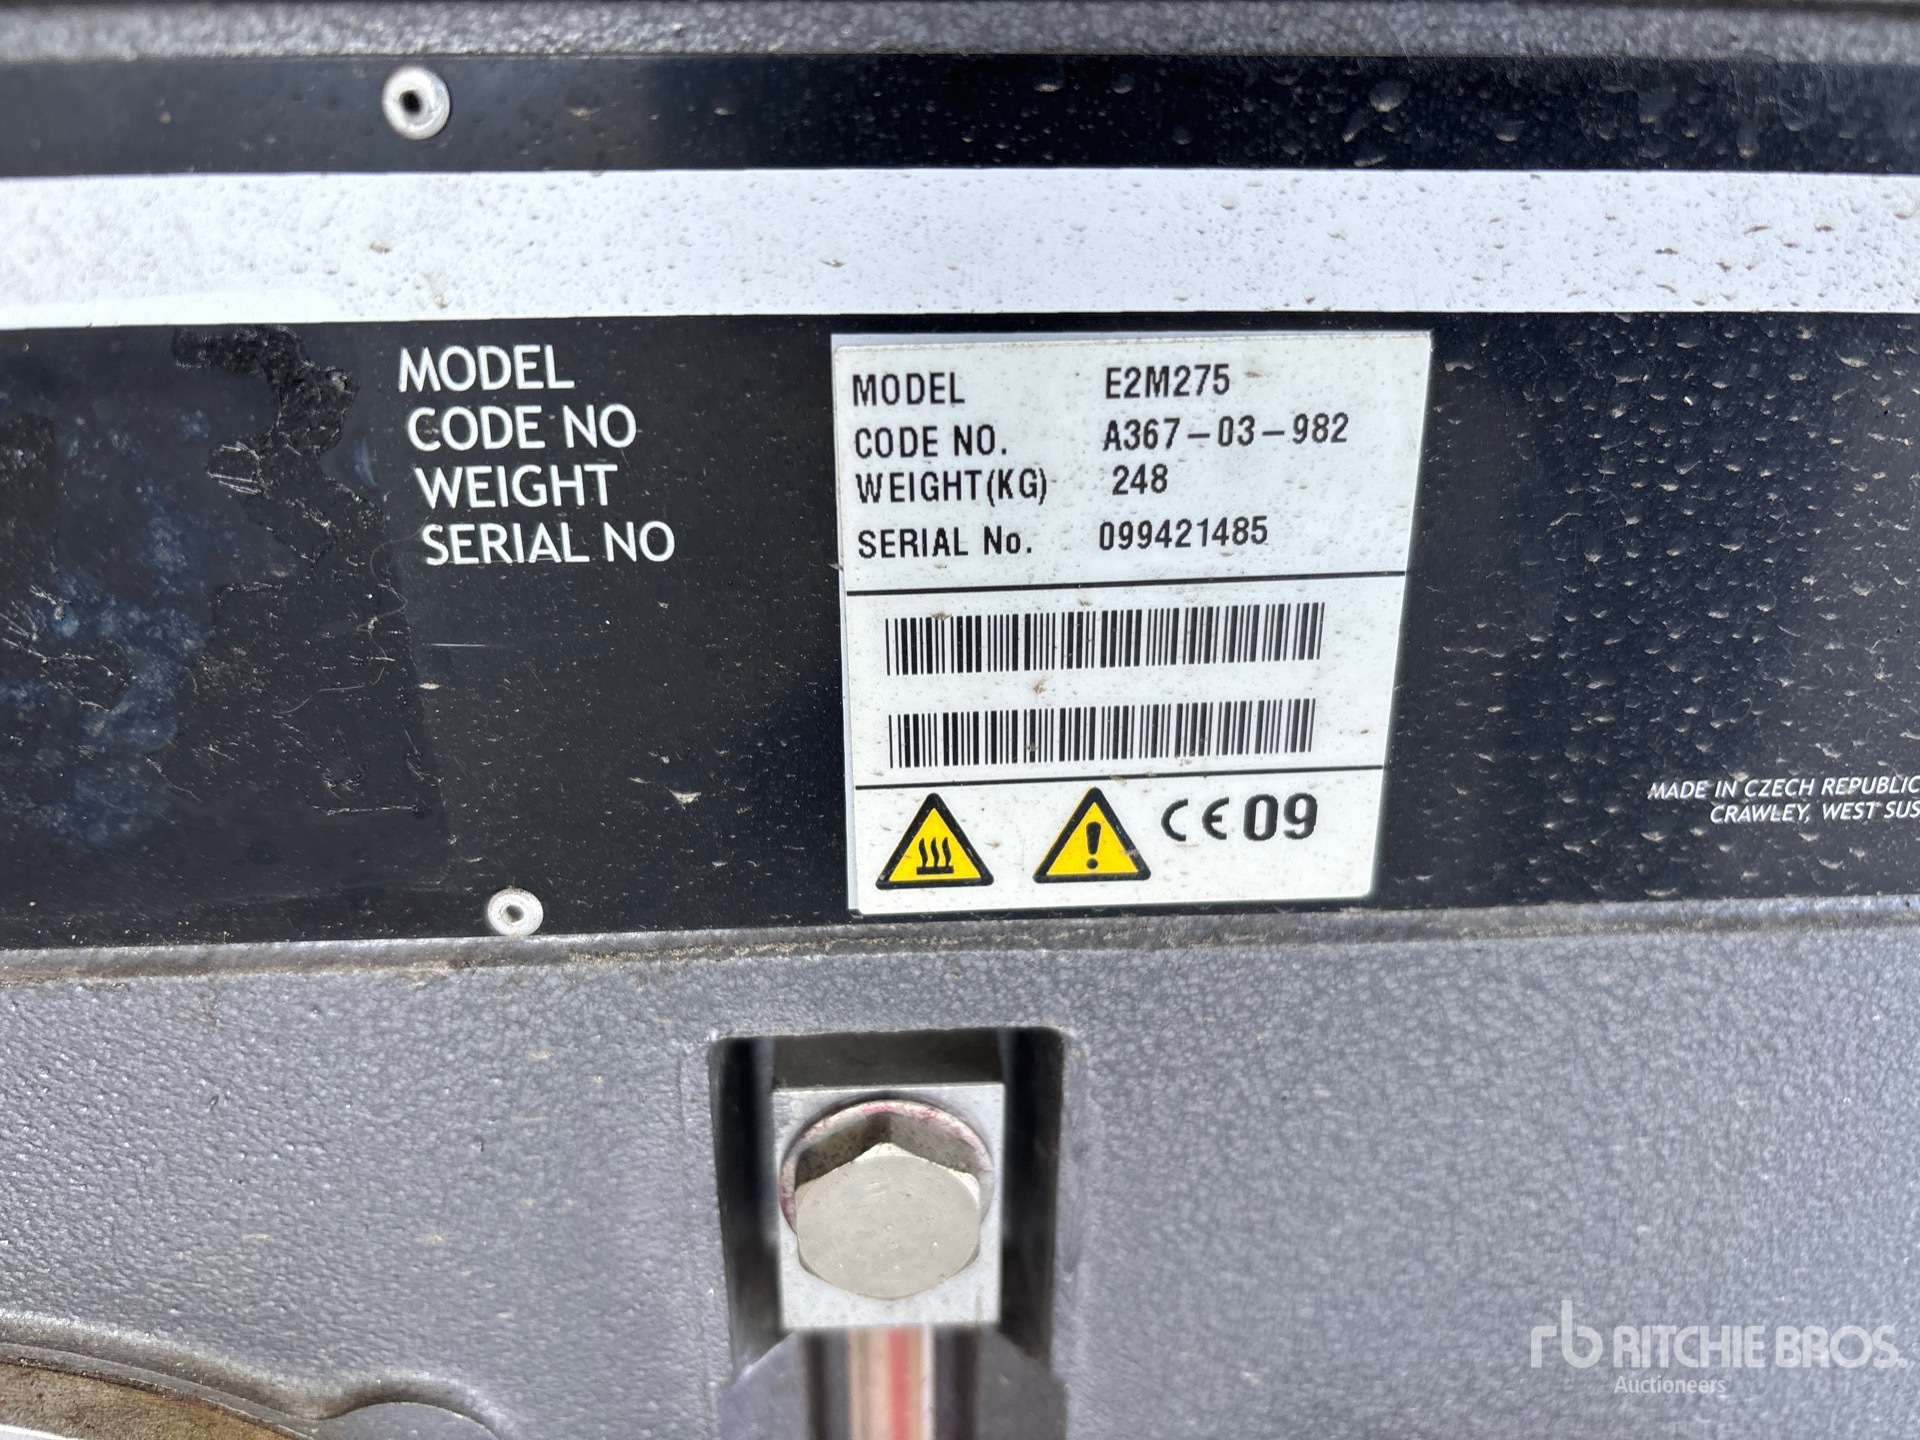 MODEL
CODE NO
WEIGHT
SERIAL NO
MODEL E2M275
CODE NO. A367-03-982
WEIGHT(KG) 248
SERIAL No. 099421485
CE 09
MADE IN CZECH REPUBLIC
CRAWLEY, WEST SUS
rb RITCHIE BROS.
Auctioneers